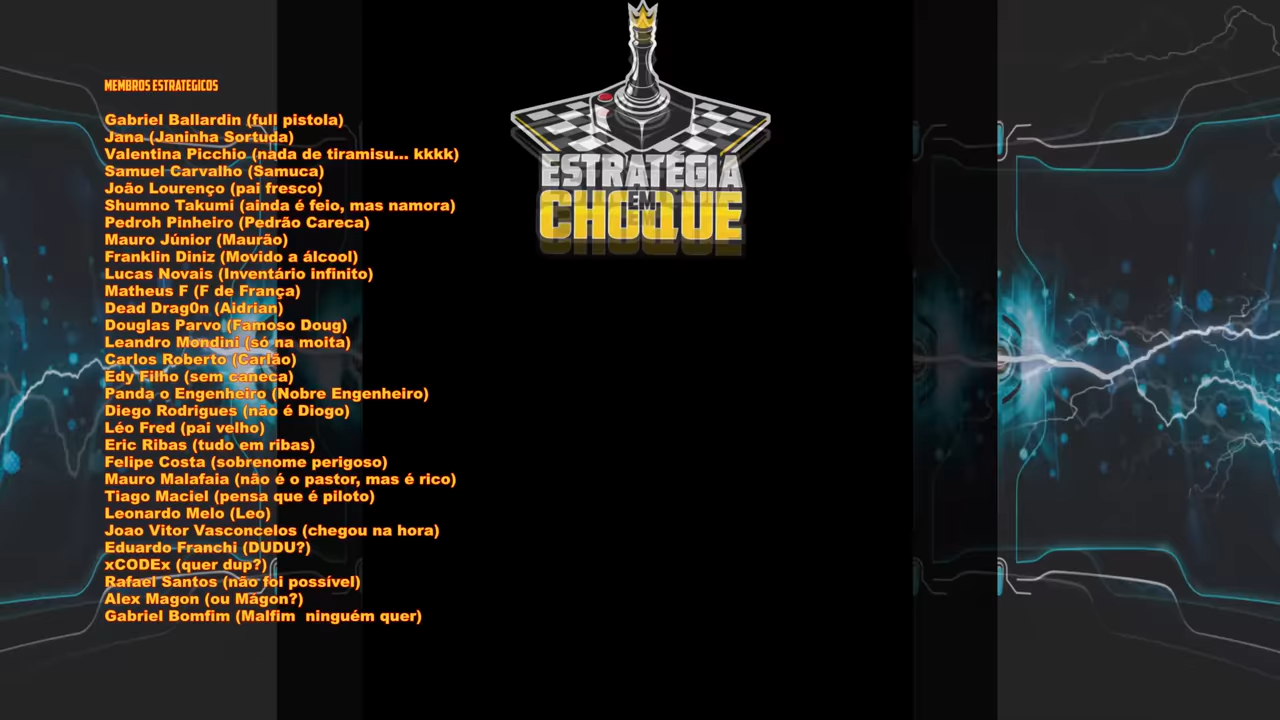 MEMBROS ESTRATEGICOS
Gabriel Ballardin (full pistola)
Jana (Janinha Sortuda)
Valentina Picchio (nada de tiramisu... kkkk)
Samuel Carvalho (Samuca)
João Lourenço (pai fresco)
Shumno Takumi (ainda é feio, mas namora)
Pedroh Pinheiro (Pedrão Careca)
Mauro Júnior (Maurão)
Franklin Diniz (Movido a álcool)
Lucas Novais (Inventário infinito)
Matheus F (F de França)
Dead Drag0n (Aidrian)
Douglas Parvo (Famoso Doug)
Leandro Mondini (só na moita)
Carlos Roberto (Carlão)
Edy Filho (sem caneca)
Panda o Engenheiro (Nobre Engenheiro)
Diego Rodrigues (não é Diogo)
Léo Fred (pai velho)
Eric Ribas (tudo em ribas)
Felipe Costa (sobrenome perigoso)
Mauro Malafaia (não é o pastor, mas é rico)
Tiago Maciel (pensa que é piloto)
Leonardo Melo (Leo)
Joao Vitor Vasconcelos (chegou na hora)
Eduardo Franchi (DUDU?)
xCODEx (quer dup?)
Rafael Santos (não foi possível)
Alex Magon (ou Mágon?)
Gabriel Bomfim (Malfim  ninguém quer)
ESTRATÉGIA
EM
CHOQUE